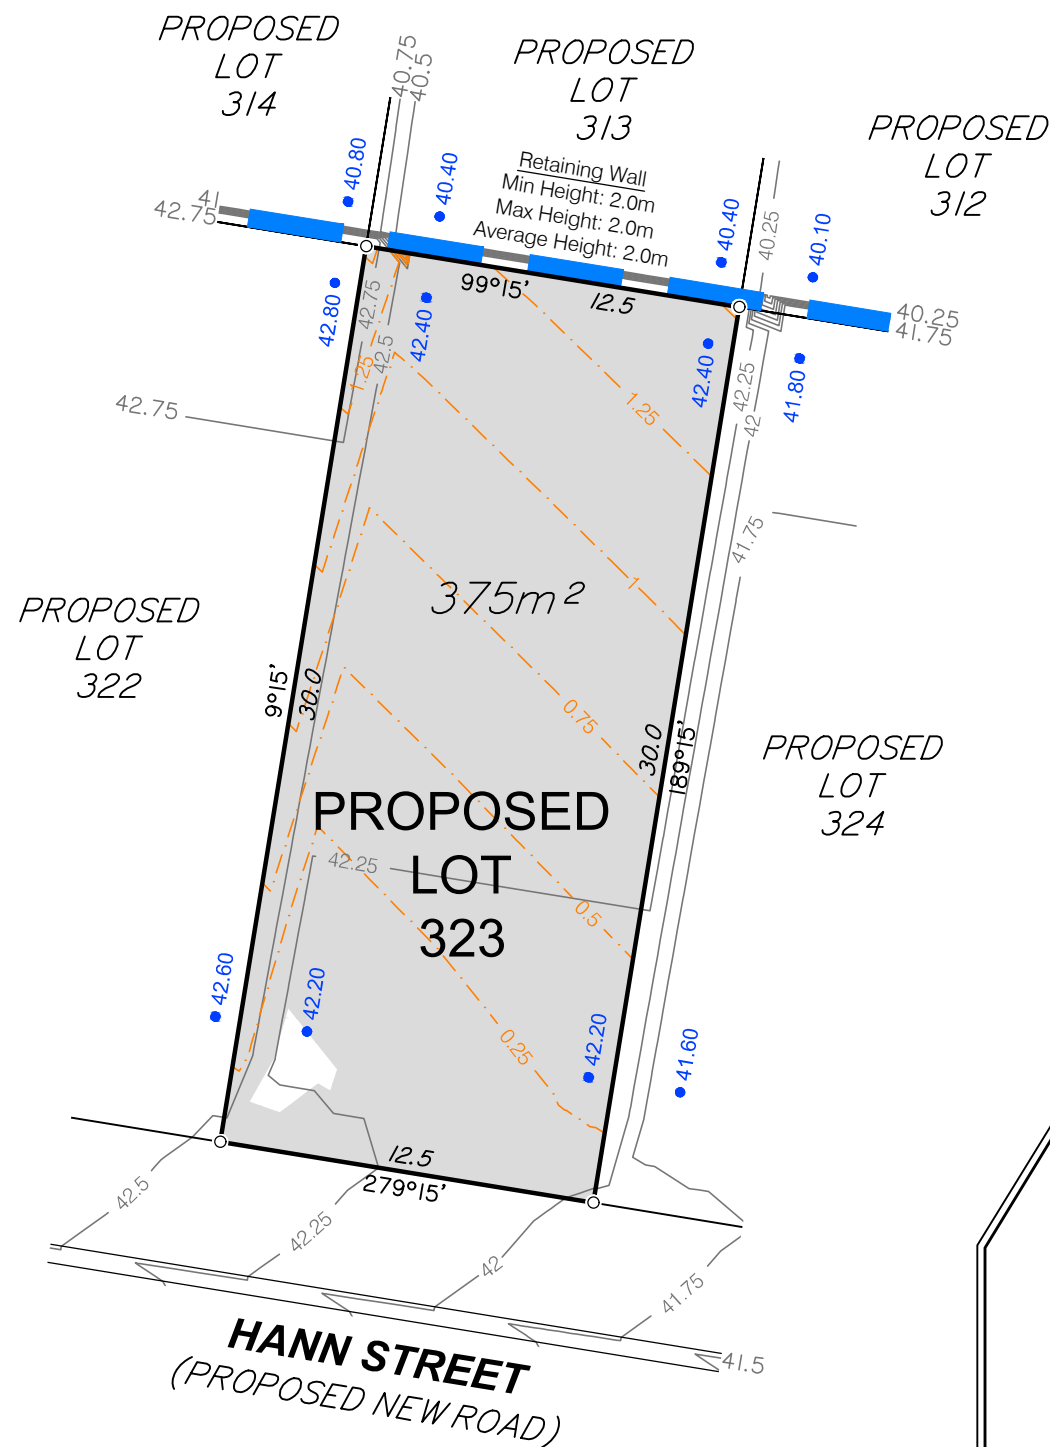 PROPOSED
LOT
314
40.75
40.5
PROPOSED
LOT
313
PROPOSED
LOT
312
40.80
40.40
Retaining Wall
Min Height: 2.0m
Max Height: 2.0m
Average Height: 2.0m
40.40
40.25
40.10
41
42.75
99°15'
12.5
40.25
41.75
42.80
42.75
42.40
42.5
1.25
42.40
42.25
41.80
42
1.25
42.75
41.75
375m²
1
PROPOSED
LOT
322
9°15'
30.0
0.75
30.0
189°15'
PROPOSED
LOT
324
PROPOSED
LOT
323
42.25
0.5
42.60
42.20
0.25
42.20
41.60
12.5
279°15'
42.5
42.25
42
41.75
41.5
HANN STREET
(PROPOSED NEW ROAD)